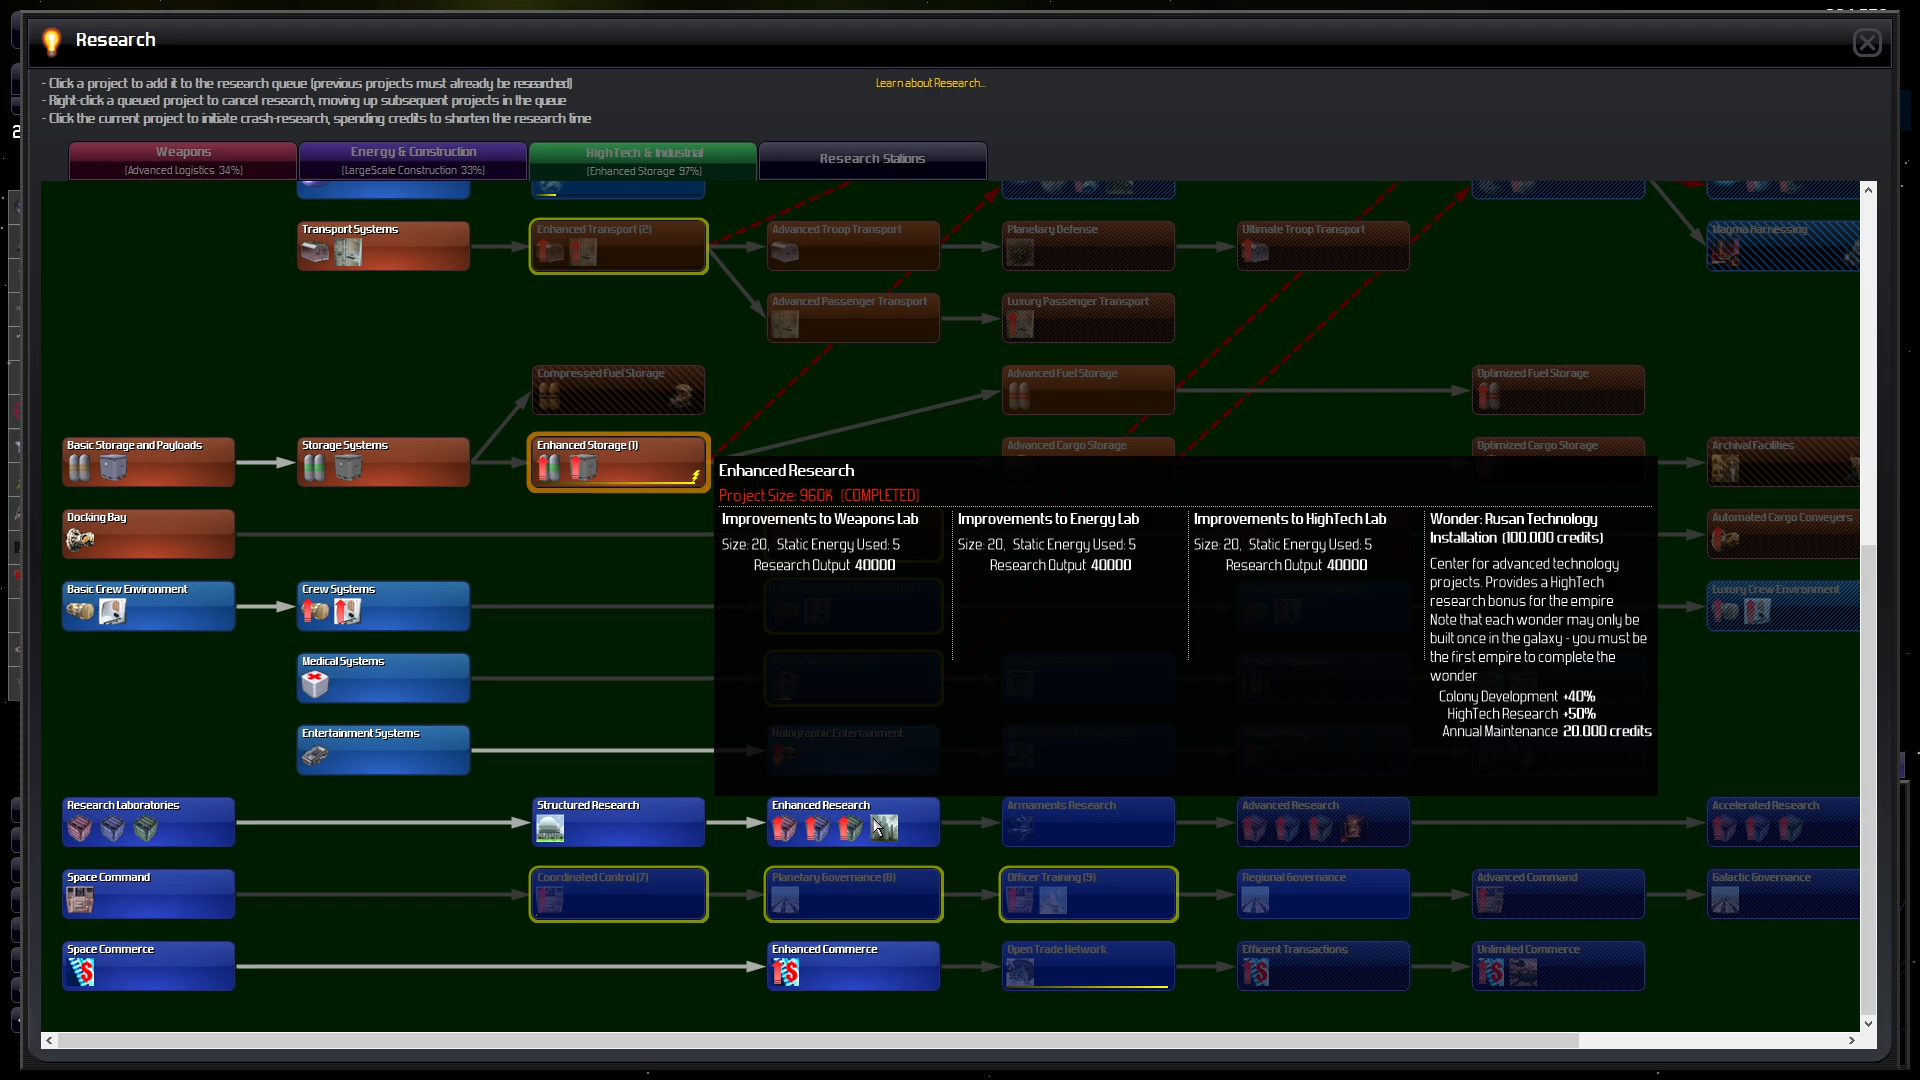 Research
- Click a project to add it to the research queue (previous projects must already be researched)
- Right-click a queued project to cancel research, moving up subsequent projects in the queue
- Click the current project to initiate crash-research, spending credits to shorten the research time
Learn about Research...
Weapons
(Advanced Logistics 34%)
Energy & Construction
(LargeScale Construction 33%)
HighTech & Industrial
(Enhanced Storage 97%)
Research Stations
Transport Systems
Enhanced Transport (2)
Advanced Troop Transport
Planetary Defense
Ultimate Troop Transport
Magma Harnessing
Advanced Passenger Transport
Luxury Passenger Transport
Compressed Fuel Storage
Advanced Fuel Storage
Optimized Fuel Storage
Basic Storage and Payloads
Storage Systems
Enhanced Storage (1)
Advanced Cargo Storage
Optimized Cargo Storage
Archival Facilities
Docking Bay
Automated Cargo Conveyers
Basic Crew Environment
Crew Systems
Luxury Crew Environment
Medical Systems
Entertainment Systems
Holographic Entertainment
Enhanced Research
Project Size: 960K (COMPLETED)
Improvements to Weapons Lab
Size: 20, Static Energy Used: 5
Research Output 40000
Improvements to Energy Lab
Size: 20, Static Energy Used: 5
Research Output 40000
Improvements to HighTech Lab
Size: 20, Static Energy Used: 5
Research Output 40000
Wonder: Rusan Technology
Installation (100.000 credits)
Center for advanced technology
projects. Provides a HighTech
research bonus for the empire
Note that each wonder may only be
built once in the galaxy - you must be
the first empire to complete the
wonder
Colony Development +40%
HighTech Research +50%
Annual Maintenance 20.000 credits
Research Laboratories
Structured Research
Enhanced Research
Armaments Research
Advanced Research
Accelerated Research
Space Command
Coordinated Control (7)
Planetary Governance (8)
Officer Training (9)
Regional Governance
Advanced Command
Galactic Governance
Space Commerce
Enhanced Commerce
Open Trade Network
Efficient Transactions
Unlimited Commerce